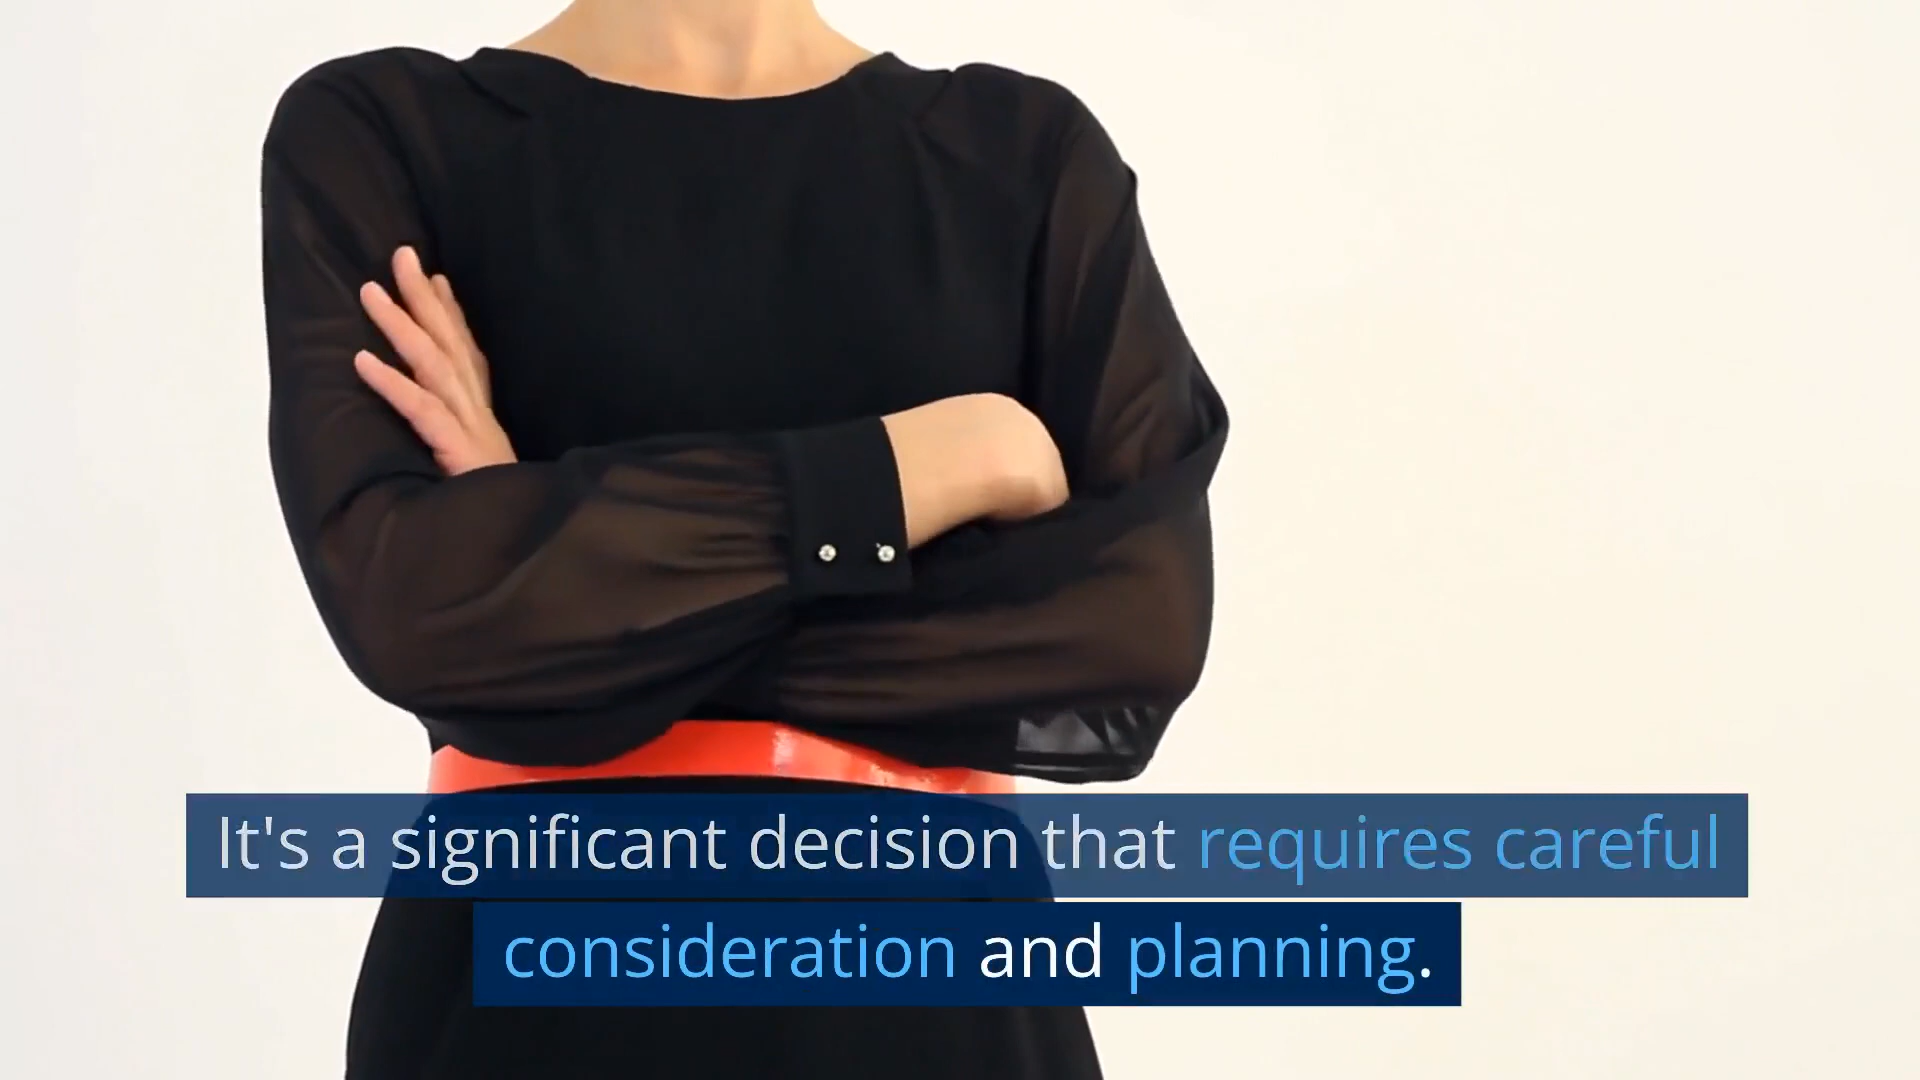 It's a significant decision that requires careful
consideration and planning.